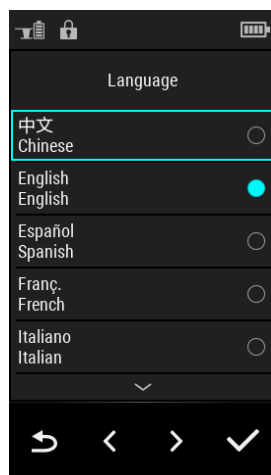 Language
中文
Chinese
English
English
Español
Spanish
Franç.
French
Italiano
Italian